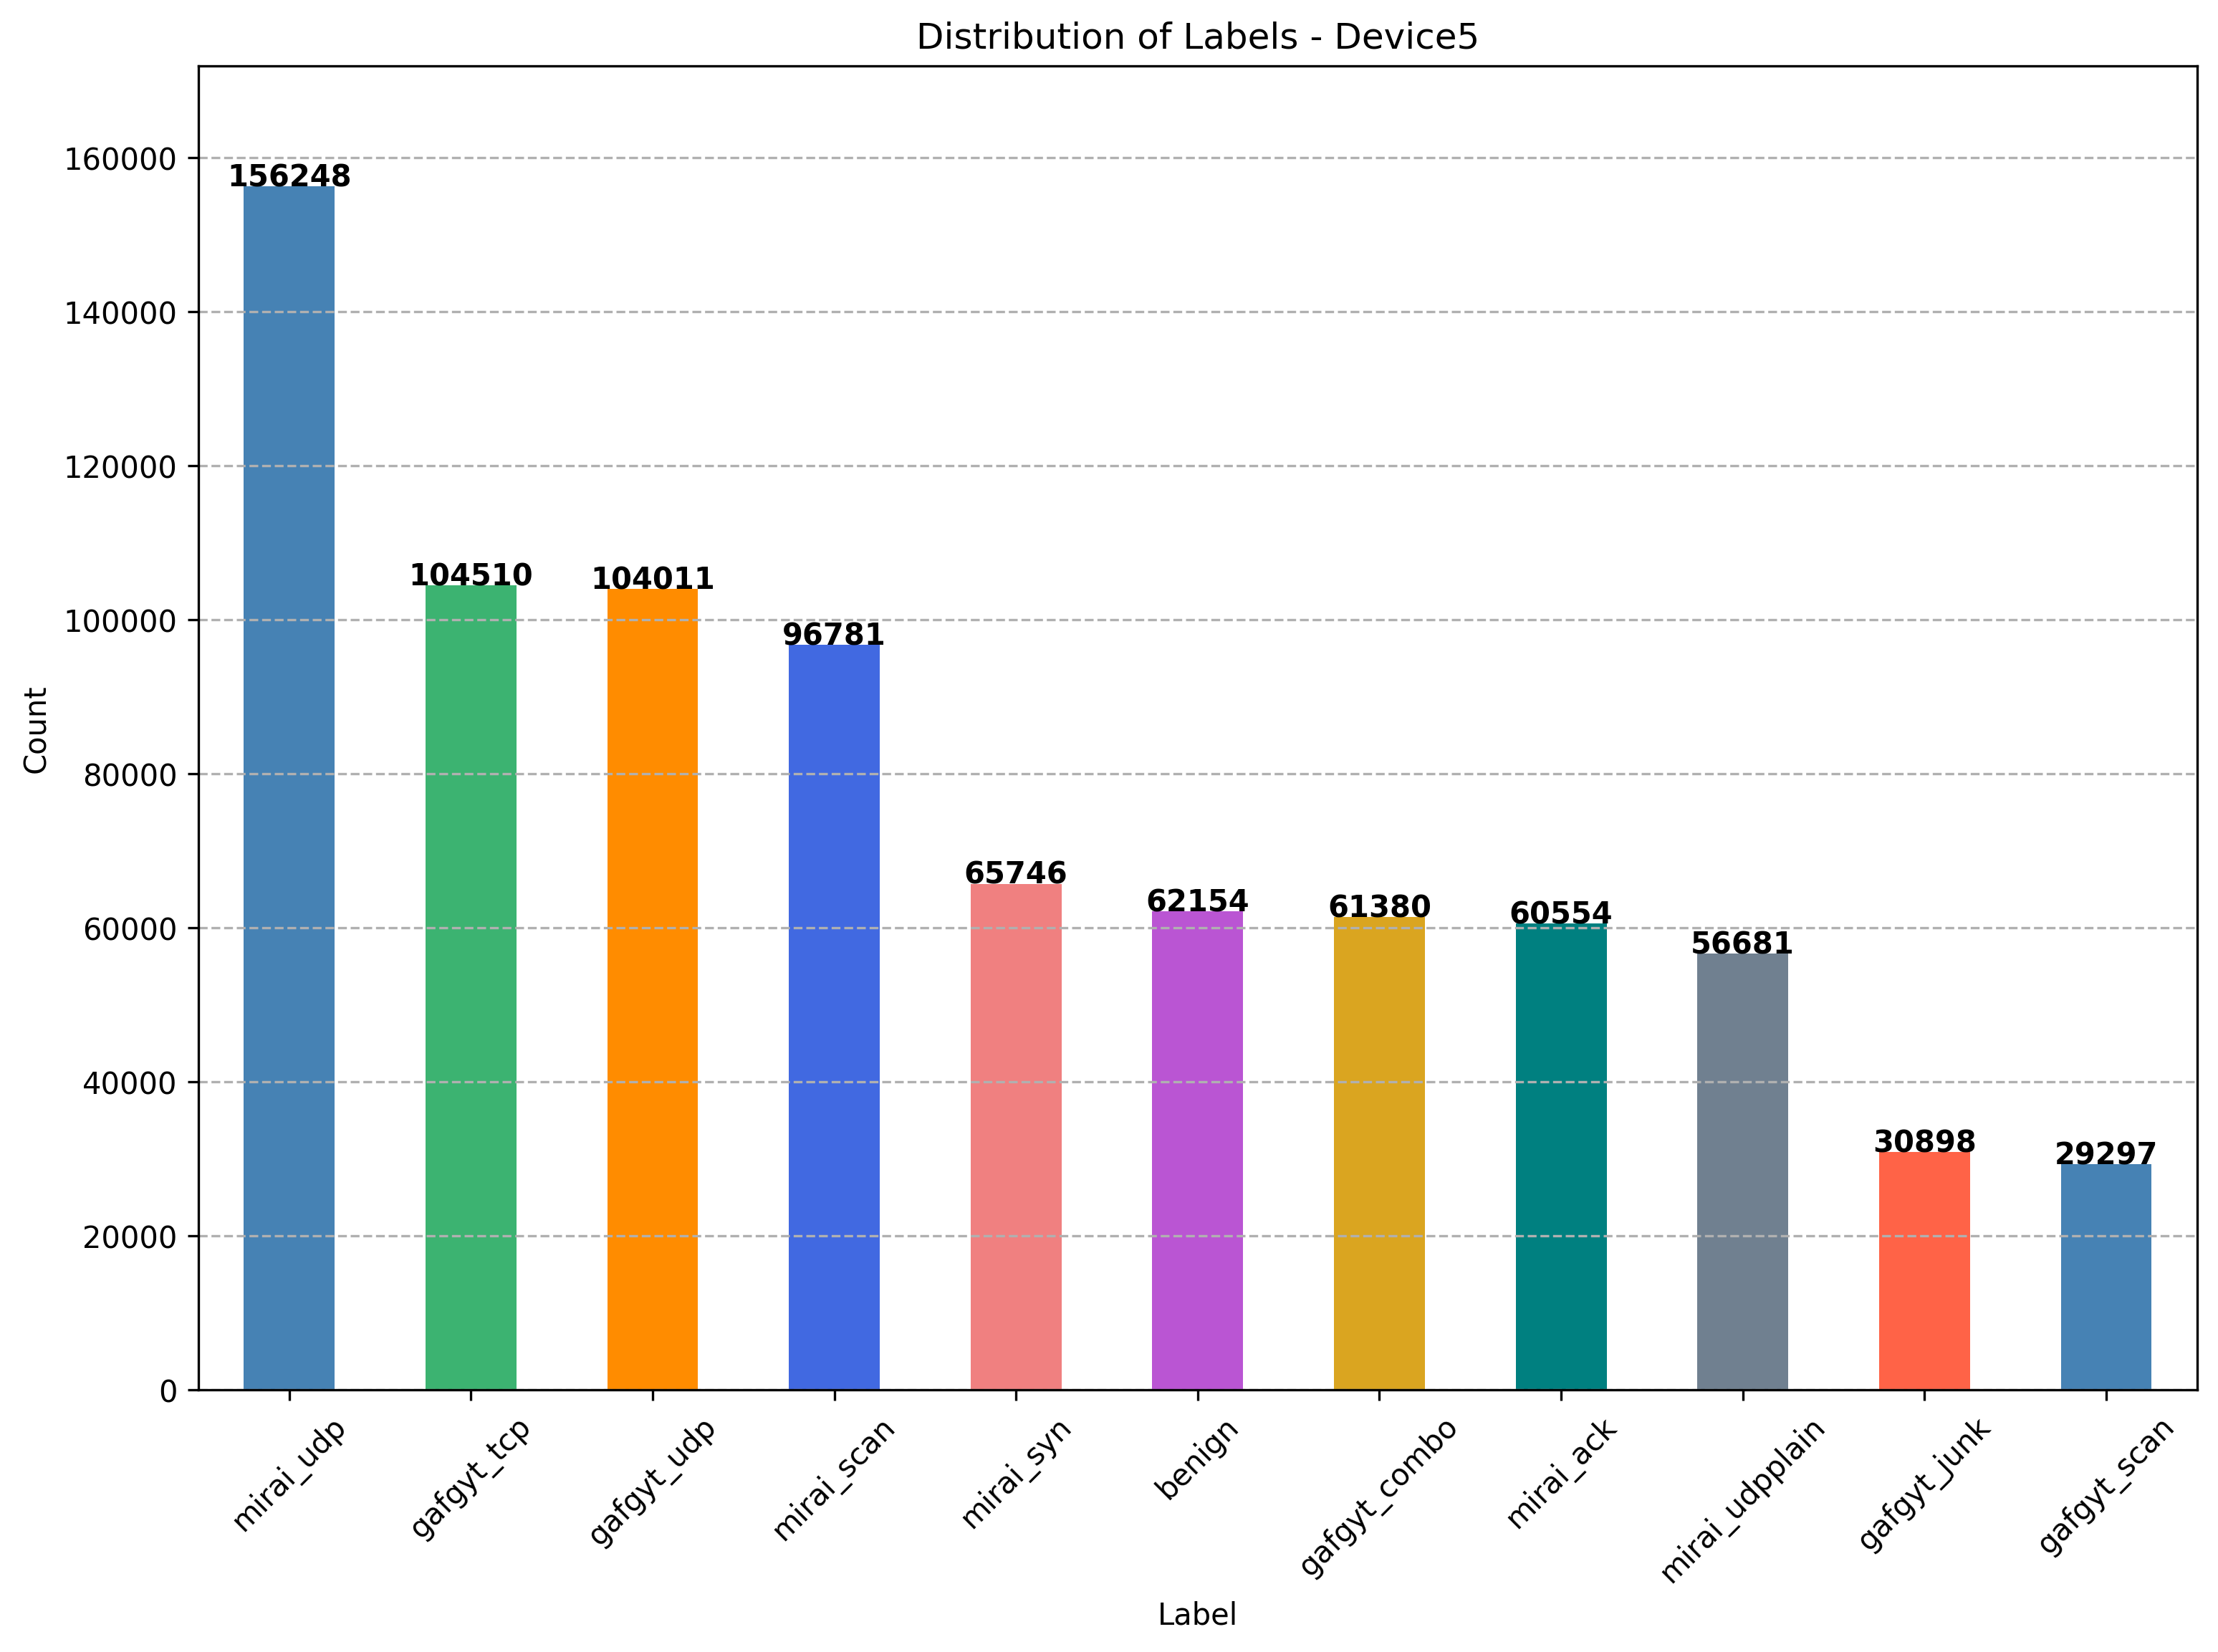 Distribution of Labels - Device5
160000
140000
120000
100000
80000
60000
40000
20000
0
Count
156248
104510
104011
96781
65746
62154
61380
60554
56681
30898
29297
mirai_udp
gafgyt_tcp
gafgyt_udp
mirai_scan
mirai_syn
benign
gafgyt_combo
mirai_ack
mirai_udpplain
gafgyt_junk
gafgyt_scan
Label